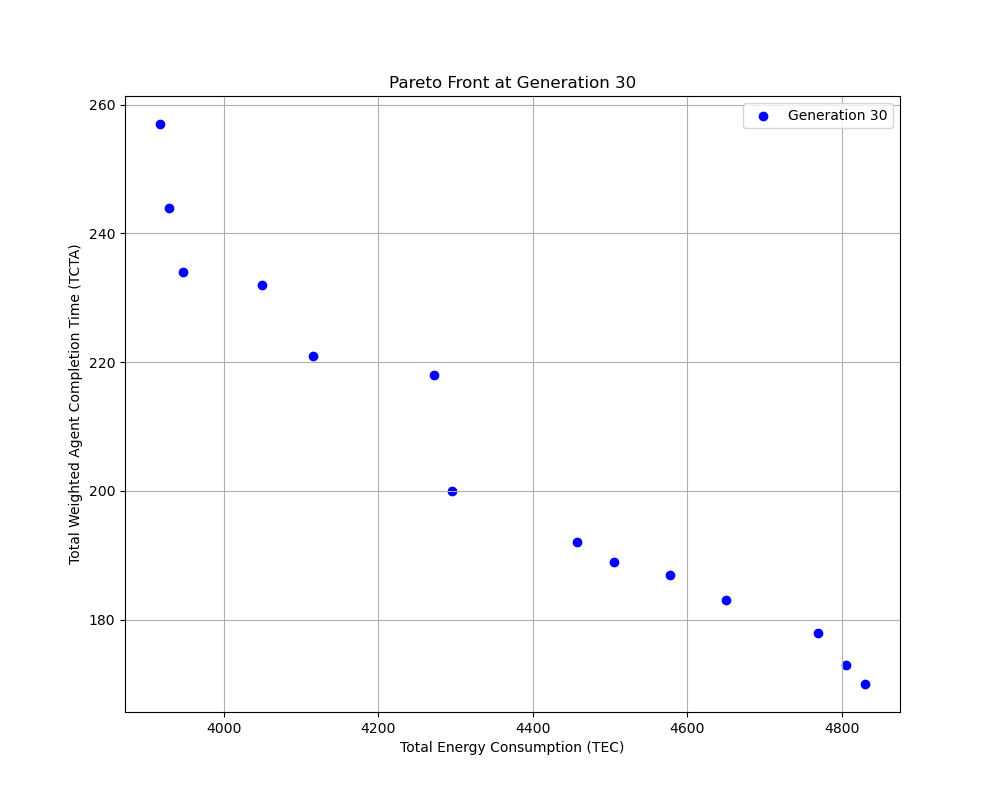 Pareto Front at Generation 30
Generation 30
260
240
220
200
180
Total Weighted Agent Completion Time (TCTA)
4000 4200 4400 4600 4800
Total Energy Consumption (TEC)